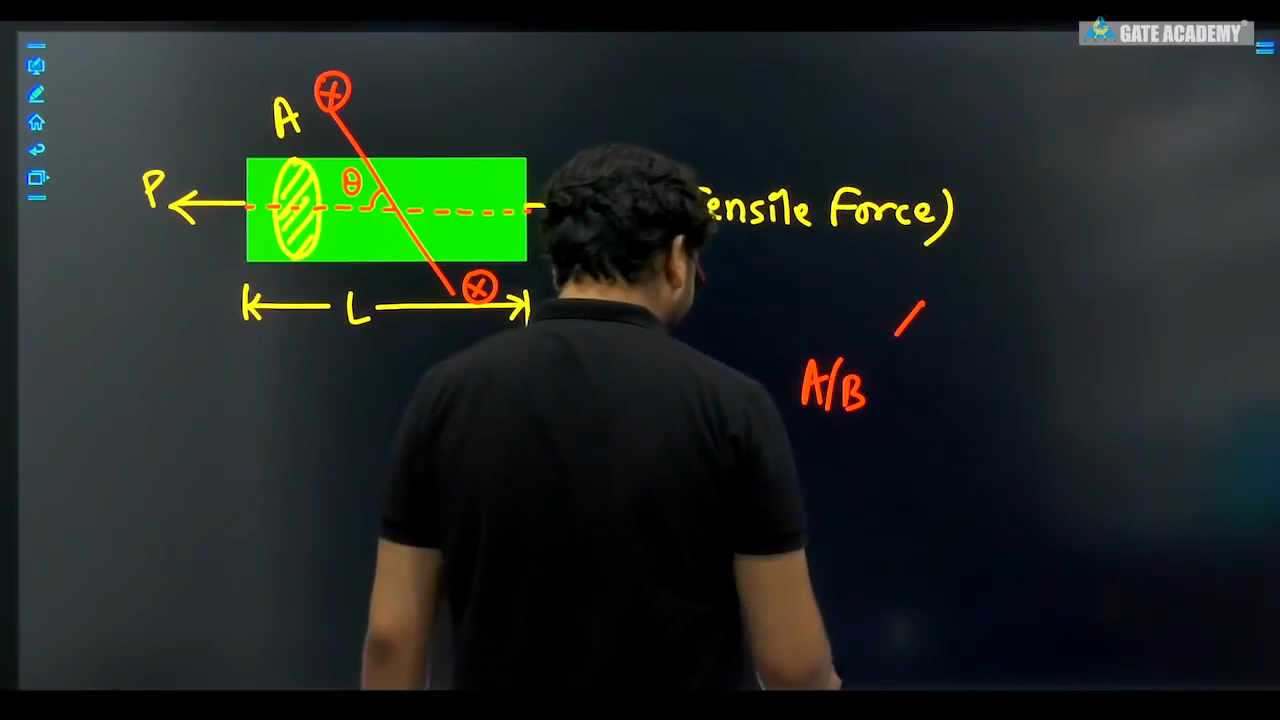 GATE ACADEMY
A
θ
P
ensile Force)
L
A/B